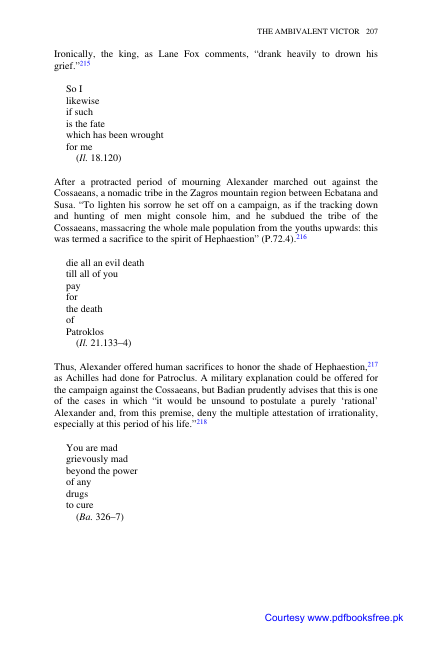 THE AMBIVALENT VICTOR 207
Ironically, the king, as Lane Fox comments, “drank heavily to drown his
grief.”215
So I
likewise
if such
is the fate
which has been wrought
for me
(Il. 18.120)
After a protracted period of mourning Alexander marched out against the
Cossaeans, a nomadic tribe in the Zagros mountain region between Ecbatana and
Susa. “To lighten his sorrow he set off on a campaign, as if the tracking down
and hunting of men might console him, and he subdued the tribe of the
Cossaeans, massacring the whole male population from the youths upwards: this
was termed a sacrifice to the spirit of Hephaestion” (P.72.4).216
die all an evil death
till all of you
pay
for
the death
of
Patroklos
(Il. 21.133–4)
Thus, Alexander offered human sacrifices to honor the shade of Hephaestion,217
as Achilles had done for Patroclus. A military explanation could be offered for
the campaign against the Cossaeans, but Badian prudently advises that this is one
of the cases in which “it would be unsound to postulate a purely ‘rational’
Alexander and, from this premise, deny the multiple attestation of irrationality,
especially at this period of his life.”218
You are mad
grievously mad
beyond the power
of any
drugs
to cure
(Ba. 326–7)
Courtesy www.pdfbooksfree.pk